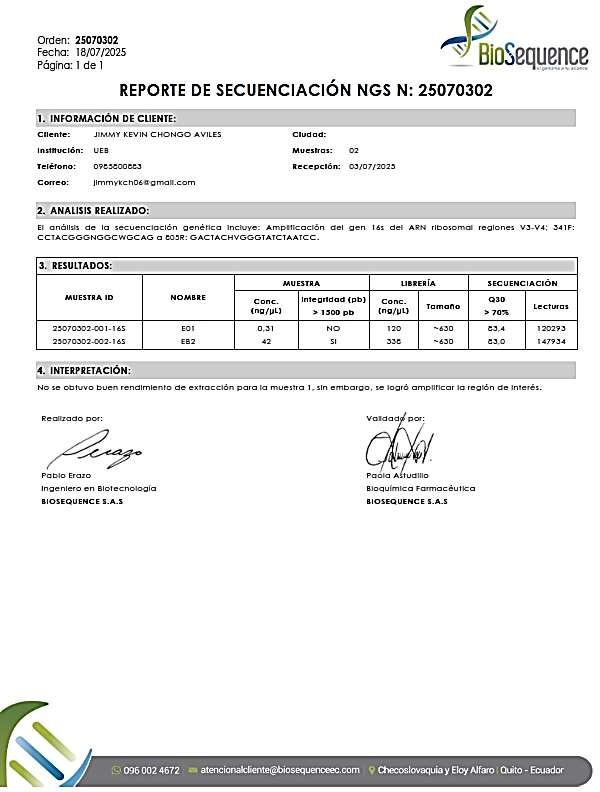 Orden: 25070302
Fecha: 18/07/2025
Página: 1 de 1
BioSequence
REPORTE DE SECUENCIACIÓN NGS N: 25070302
1. INFORMACIÓN DE CLIENTE:
Cliente: JIMMY KEVIN CHONGO AVILES Ciudad:
Institución: UEB Muestras: 02
Teléfono: 0985800883 Recepción: 03/07/2025
Correo: jimmykch06@gmail.com
2. ANALISIS REALIZADO:
El análisis de la secuenciación genética incluye: Amplificación del gen 16s del ARN ribosomal regiones V3-V4; 341F:
CCTACGGGNGGCWGCAG a 805R: GACTACHVGGGTATCTAATCC.
3. RESULTADOS:
MUESTRA ID NOMBRE MUESTRA LIBRERÍA SECUENCIACIÓN
Conc. (ng/µL) Integridad (pb) > 1500 pb Conc. (ng/µL) Tamaño Q30 > 70% Lecturas
25070302-001-16S E01 0,31 NO 120 ~630 83,4 120293
25070302-002-16S EB2 42 SI 338 ~630 83,0 147934
4. INTERPRETACIÓN:
No se obtuvo buen rendimiento de extracción para la muestra 1, sin embargo, se logró amplificar la región de interés.
Realizado por: Validado por:
Perazo
Pablo Erazo Paola Astudillo
Ingeniero en Biotecnología Bioquímica Farmacéutica
BIOSEQUENCE S.A.S BIOSEQUENCE S.A.S
096 002 4672 atencionalcliente@biosequenceec.com Checoslovaquia y Eloy Alfaro | Quito - Ecuador